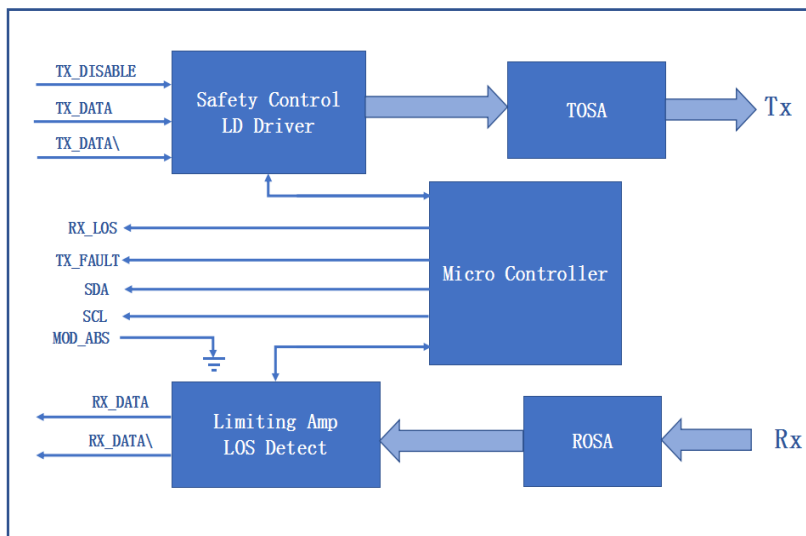 TX_DISABLE
TX_DATA
TX_DATA\
Safety Control
LD Driver
TOSA
Tx
RX_LOS
TX_FAULT
SDA
SCL
MOD_ABS
Micro Controller
RX_DATA
RX_DATA\
Limiting Amp
LOS Detect
ROSA
Rx